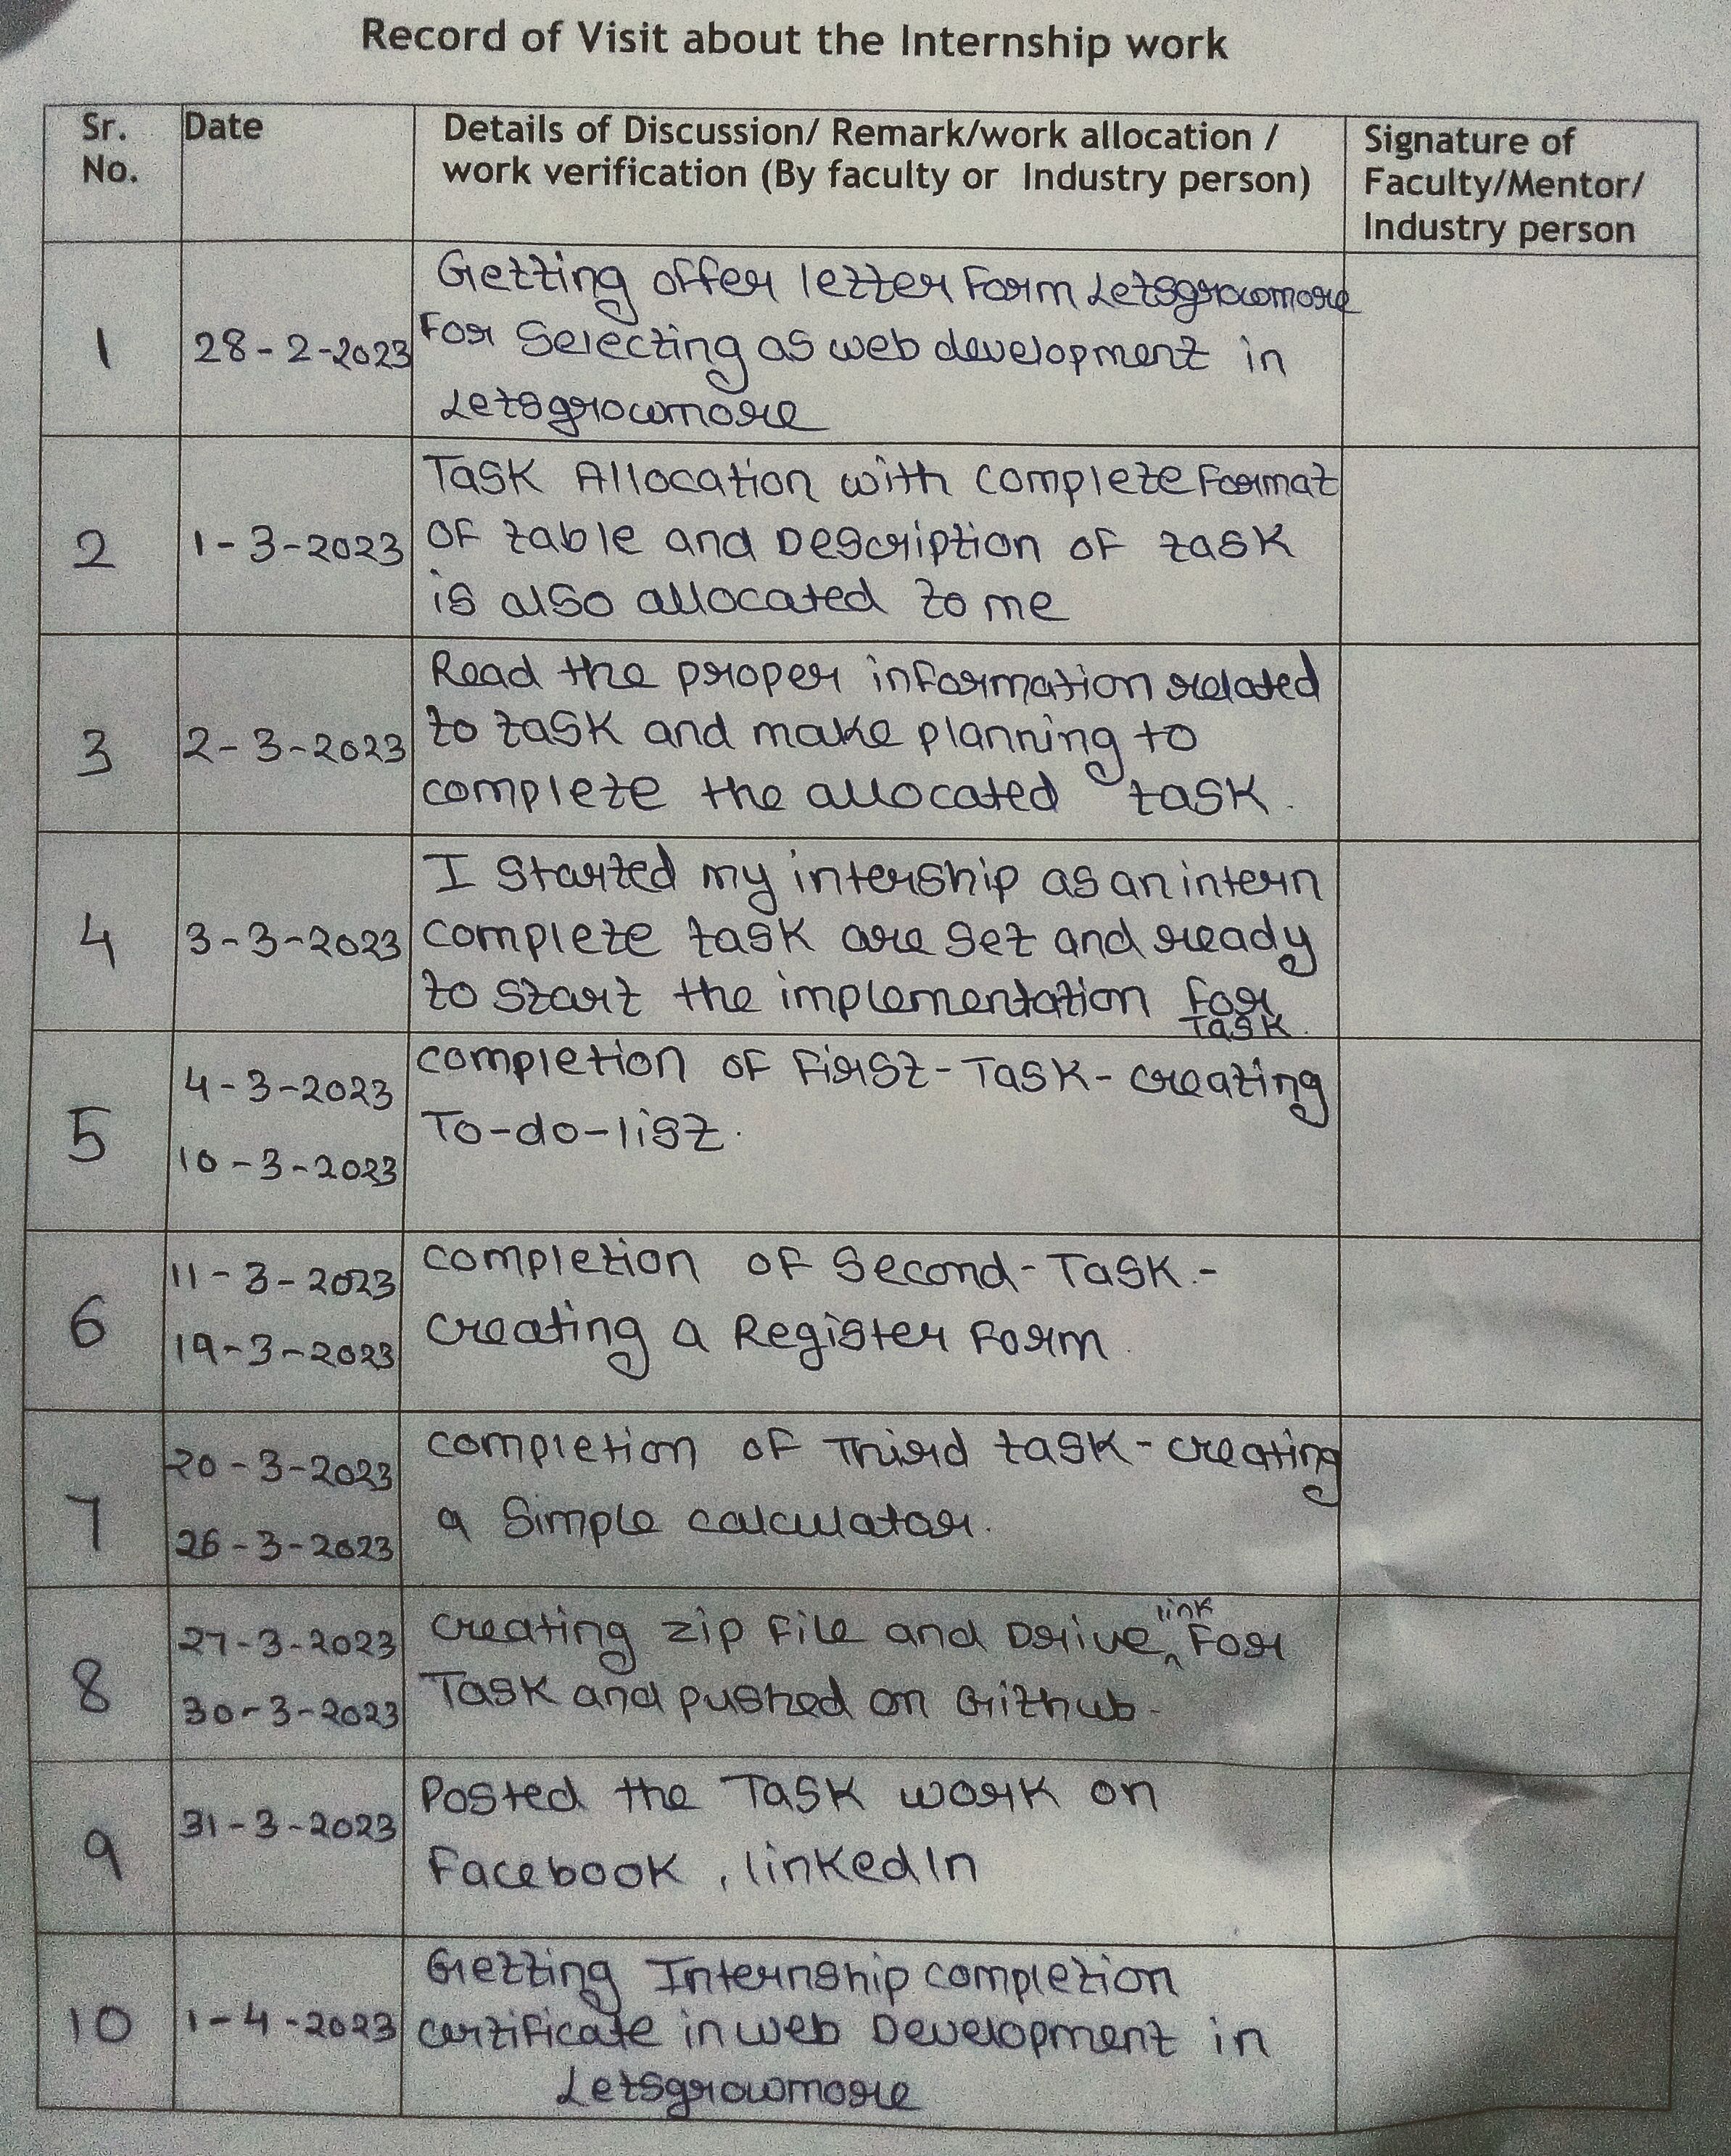 Record of Visit about the Internship work
Sr.
No.
Date
Details of Discussion/ Remark/work allocation /
work verification (By faculty or Industry person)
Signature of
Faculty/Mentor/
Industry person
1
28-2-2023
Getting offer letter Form Letsgrowmore
For Selecting as web development in
Letsgrowmore
2
1-3-2023
Task Allocation with complete Format
of table and Description of task
is also allocated to me
3
2-3-2023
Read the proper information related
to task and make planning to
complete the allocated task.
4
3-3-2023
I started my intership as an intern
complete task are set and ready
to start the implementation for
Task.
5
4-3-2023
10-3-2023
completion of First-Task-creating
To-do-list.
6
11-3-2023
19-3-2023
completion of Second-Task.-
creating a Register Form.
7
20-3-2023
26-3-2023
completion of Third task-creating
a Simple calculator.
8
27-3-2023
30-3-2023
creating zip File and Drive link For
Task and pushed on Github-
9
31-3-2023
Posted the Task work on
Facebook, linkedIn
10
1-4-2023
Getting Internship completion
certificate in web Development in
Letsgrowmore